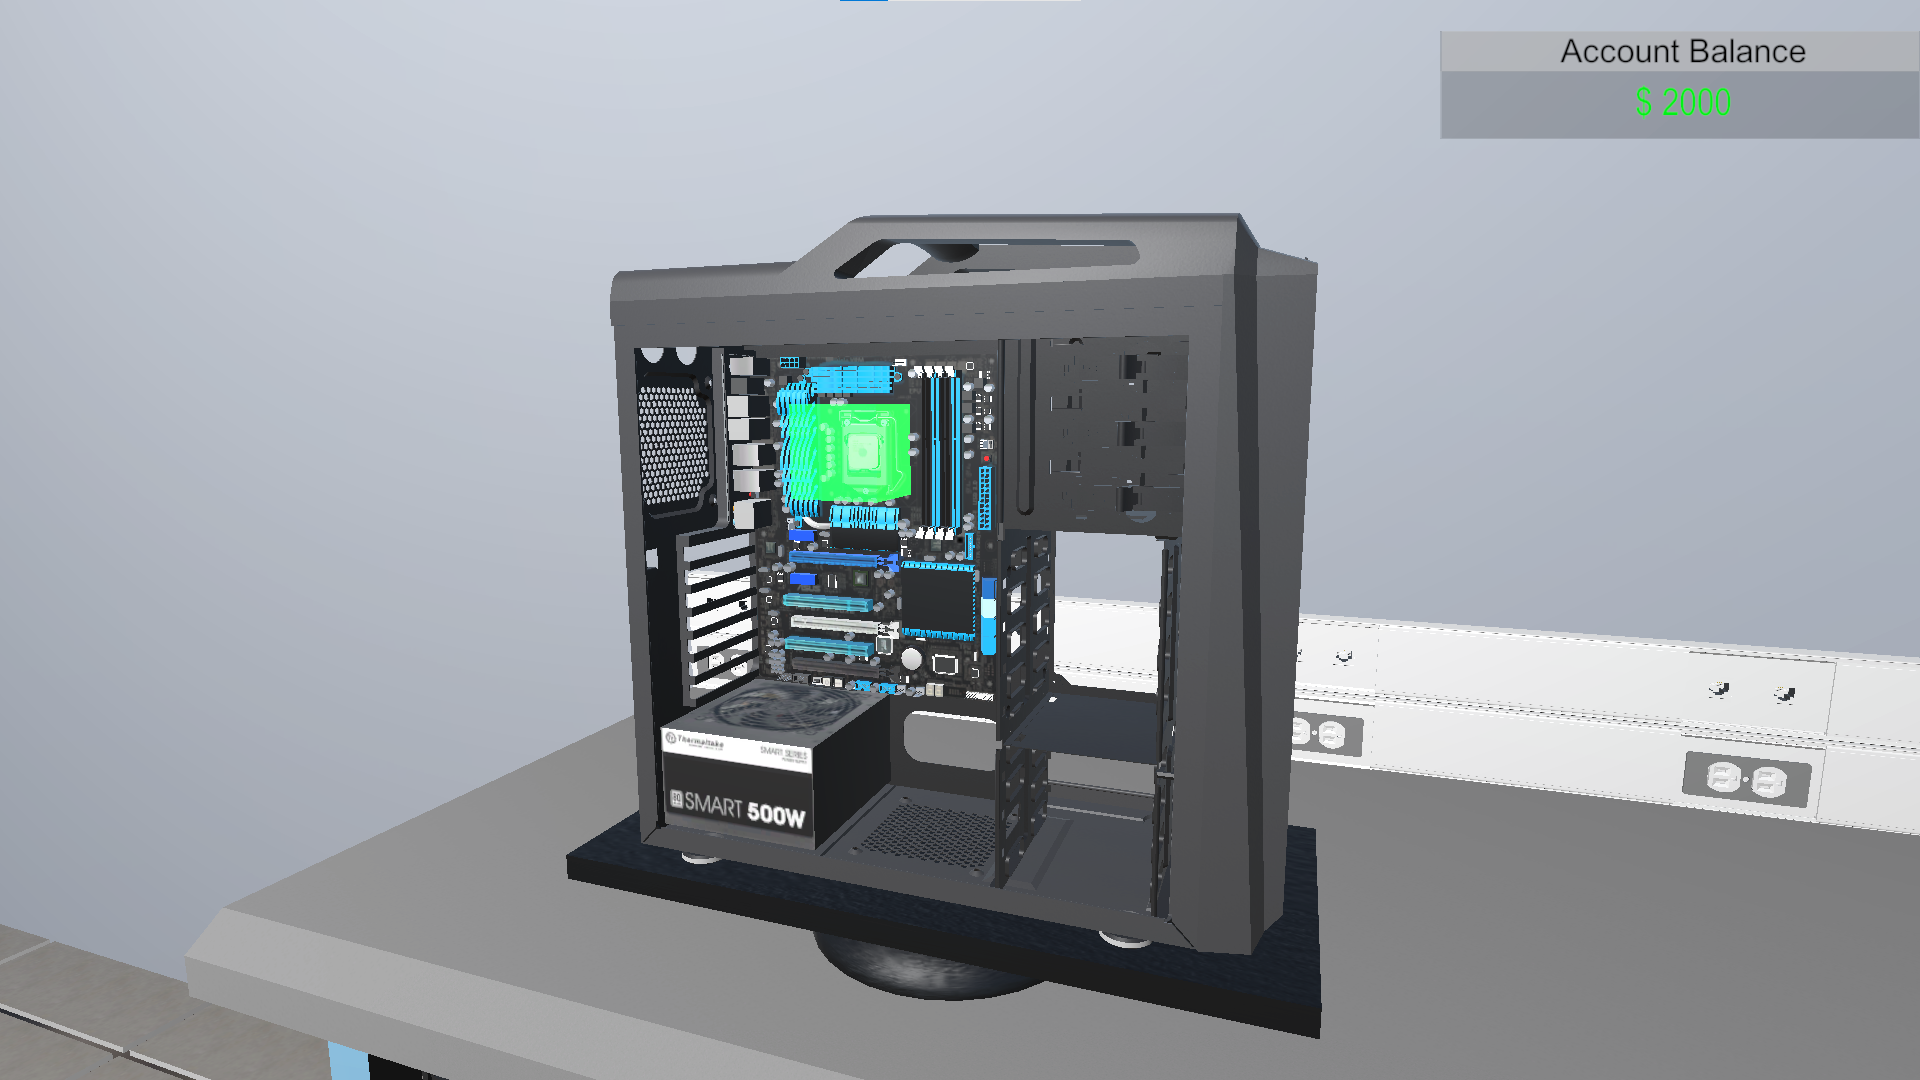 Account Balance
$ 2000
Thermaltake
SMART SERIES
SMART 500W